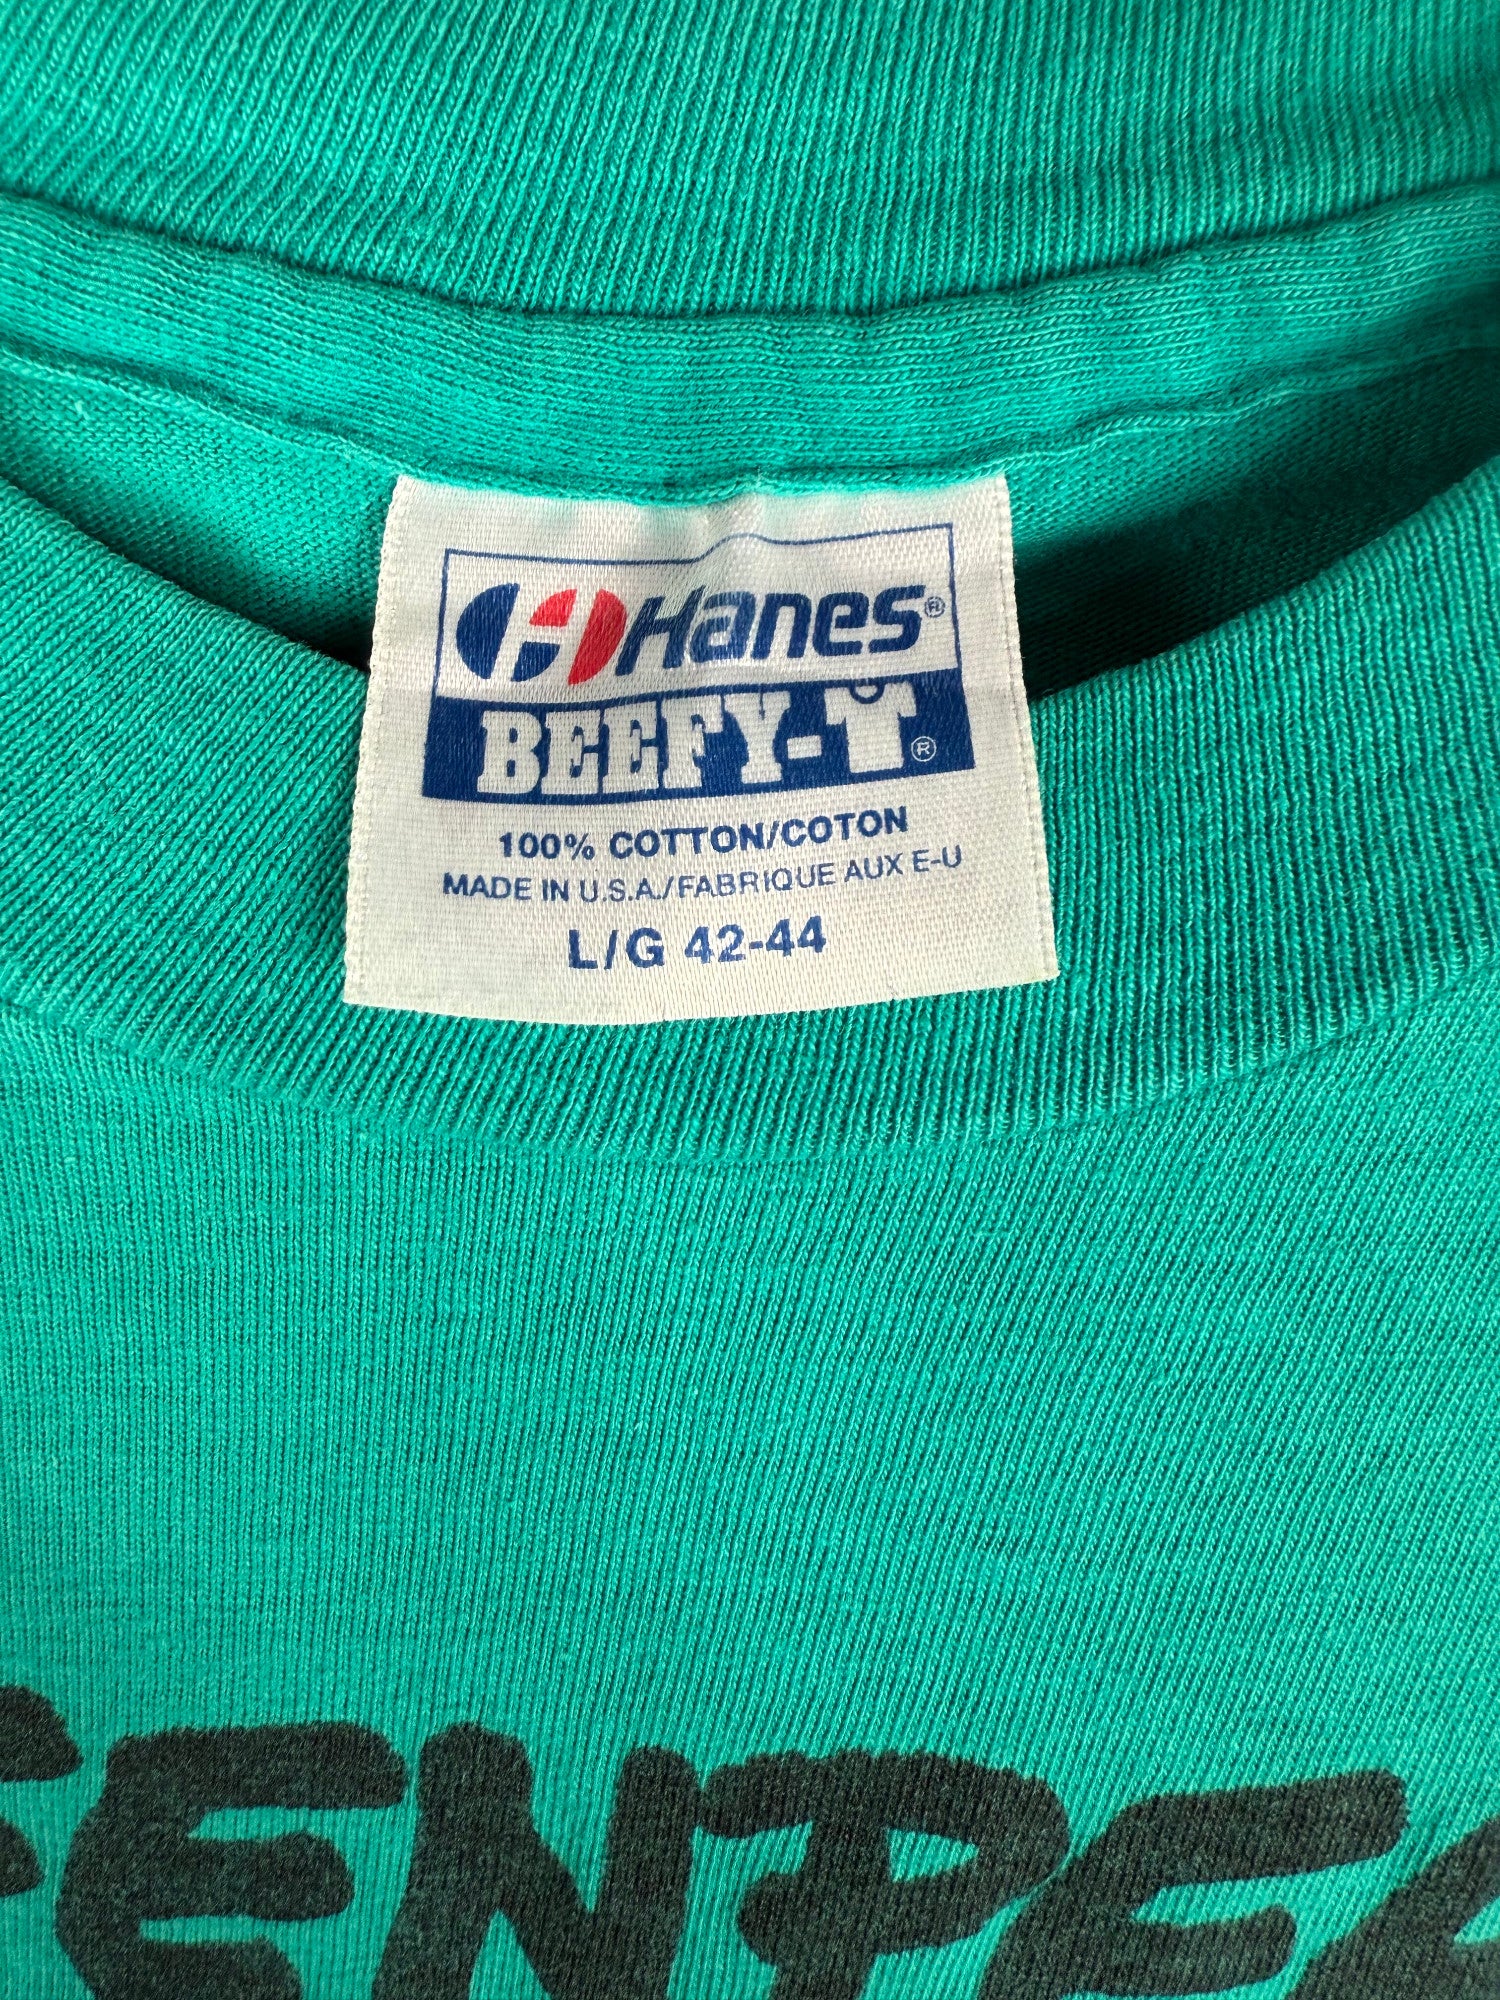 Hanes®
BEEFY-T®
100% COTTON/COTON
MADE IN U.S.A./FABRIQUE AUX E-U
L/G 42-44